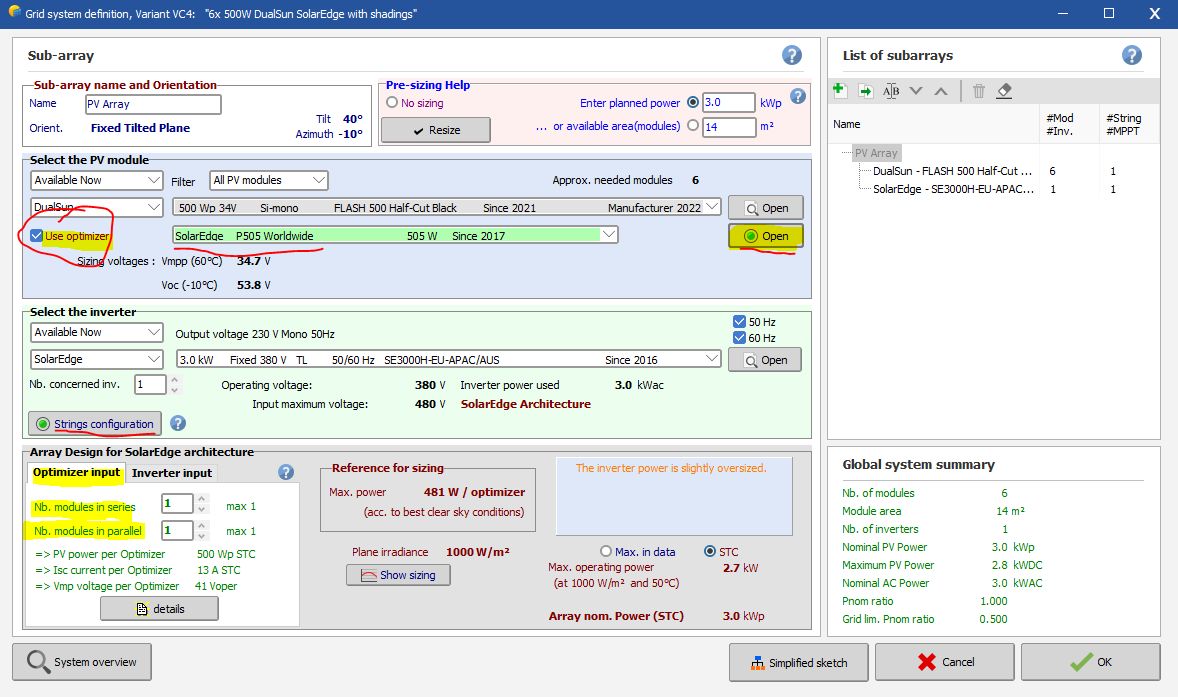 Grid system definition, Variant VC4: "6x 500W DualSun SolarEdge with shadings"
Sub-array
Sub-array name and Orientation
Name PV Array
Orient. Fixed Tilted Plane
Tilt 40°
Azimuth -10°
Pre-sizing Help
No sizing
Enter planned power 3.0 kWp
Resize
... or available area(modules) 14 m²
Select the PV module
Available Now Filter All PV modules Approx. needed modules 6
DualSun 500 Wp 34V Si-mono FLASH 500 Half-Cut Black Since 2021 Manufacturer 2022 Open
Use optimizer SolarEdge P505 Worldwide 505 W Since 2017 Open
Sizing voltages : Vmpp (60°C) 34.7 V
Voc (-10°C) 53.8 V
Select the inverter
Available Now Output voltage 230 V Mono 50Hz
50 Hz
60 Hz
SolarEdge 3.0 kW Fixed 380 V TL 50/60 Hz SE3000H-EU-APAC/AUS Since 2016 Open
Nb. concerned inv. 1 Operating voltage: 380 V Inverter power used 3.0 kWac
Input maximum voltage: 480 V SolarEdge Architecture
Strings configuration
Array Design for SolarEdge architecture
Optimizer input Inverter input
Nb. modules in series 1 max 1
Nb. modules in parallel 1 max 1
=> PV power per Optimizer 500 Wp STC
=> Isc current per Optimizer 13 A STC
=> Vmp voltage per Optimizer 41 Voper
details
Reference for sizing
Max. power 481 W / optimizer
(acc. to best clear sky conditions)
Plane irradiance 1000 W/m²
Show sizing
The inverter power is slightly oversized.
Max. in data STC
Max. operating power 2.7 kW
(at 1000 W/m² and 50°C)
Array nom. Power (STC) 3.0 kWp
List of subarrays
Name #Mod #String
#Inv. #MPPT
PV Array
DualSun - FLASH 500 Half-Cut ... 6 1
SolarEdge - SE3000H-EU-APAC... 1 1
Global system summary
Nb. of modules 6
Module area 14 m²
Nb. of inverters 1
Nominal PV Power 3.0 kWp
Maximum PV Power 2.8 kWDC
Nominal AC Power 3.0 kWAC
Pnom ratio 1.000
Grid lim. Pnom ratio 0.500
System overview Simplified sketch Cancel OK